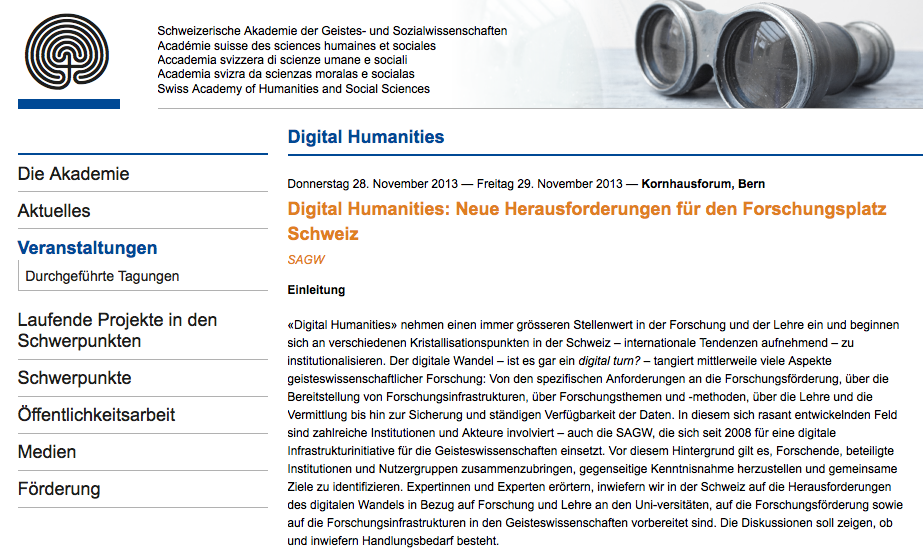 Schweizerische Akademie der Geistes- und Sozialwissenschaften
Académie suisse des sciences humaines et sociales
Accademia svizzera di scienze umane e sociali
Academia svizra da scienzas moralas e socialas
Swiss Academy of Humanities and Social Sciences
Die Akademie
Aktuelles
Veranstaltungen
Durchgeführte Tagungen
Laufende Projekte in den
Schwerpunkten
Schwerpunkte
Öffentlichkeitsarbeit
Medien
Förderung
Digital Humanities
Donnerstag 28. November 2013 — Freitag 29. November 2013 — Kornhausforum, Bern
Digital Humanities: Neue Herausforderungen für den Forschungsplatz
Schweiz
SAGW
Einleitung
«Digital Humanities» nehmen einen immer grösseren Stellenwert in der Forschung und der Lehre ein und beginnen
sich an verschiedenen Kristallisationspunkten in der Schweiz – internationale Tendenzen aufnehmend – zu
institutionalisieren. Der digitale Wandel – ist es gar ein digital turn? – tangiert mittlerweile viele Aspekte
geisteswissenschaftlicher Forschung: Von den spezifischen Anforderungen an die Forschungsförderung, über die
Bereitstellung von Forschungsinfrastrukturen, über Forschungsthemen und -methoden, über die Lehre und die
Vermittlung bis hin zur Sicherung und ständigen Verfügbarkeit der Daten. In diesem sich rasant entwickelnden Feld
sind zahlreiche Institutionen und Akteure involviert – auch die SAGW, die sich seit 2008 für eine digitale
Infrastrukturinitiative für die Geisteswissenschaften einsetzt. Vor diesem Hintergrund gilt es, Forschende, beteiligte
Institutionen und Nutzergruppen zusammenzubringen, gegenseitige Kenntnisnahme herzustellen und gemeinsame
Ziele zu identifizieren. Expertinnen und Experten erörtern, inwiefern wir in der Schweiz auf die Herausforderungen
des digitalen Wandels in Bezug auf Forschung und Lehre an den Uni-versitäten, auf die Forschungsförderung sowie
auf die Forschungsinfrastrukturen in den Geisteswissenschaften vorbereitet sind. Die Diskussionen soll zeigen, ob
und inwiefern Handlungsbedarf besteht.